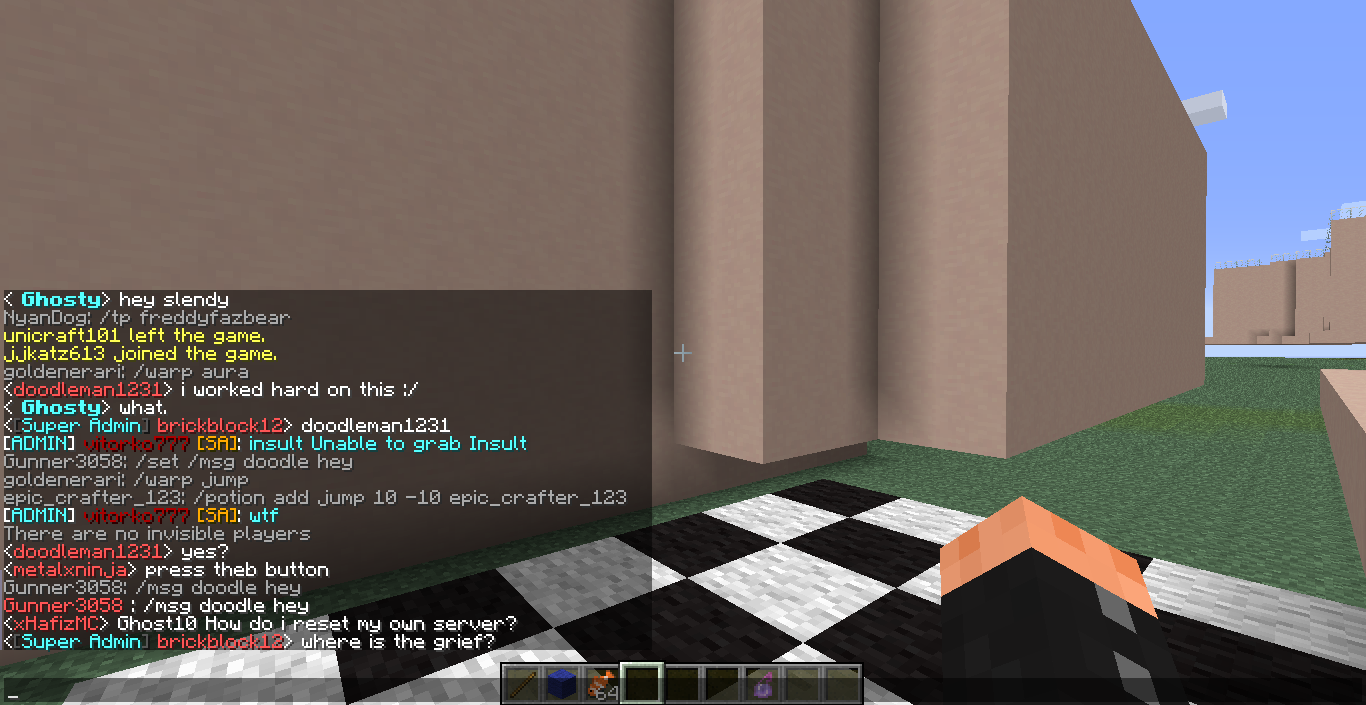 < Ghosty> hey slendy
NyanDog: /tp freddyfazbear
unicraft101 left the game.
jjkatz613 joined the game.
goldenerari: /warp aura
<doodleman1231> i worked hard on this :/
< Ghosty> what.
<[Super Admin] brickblock12> doodleman1231
[ADMIN] vitorko777 [SA]: insult Unable to grab Insult
Gunner3058: /set /msg doodle hey
goldenerari: /warp jump
epic_crafter_123: /potion add jump 10 -10 epic_crafter_123
[ADMIN] vitorko777 [SA]: wtf
There are no invisible players
<doodleman1231> yes?
<metalxninja> press theb button
Gunner3058: /msg doodle hey
Gunner3058 : /msg doodle hey
<xHafizMC> Ghost10 How do i reset my own server?
<[Super Admin] brickblock12> where is the grief?
64
_